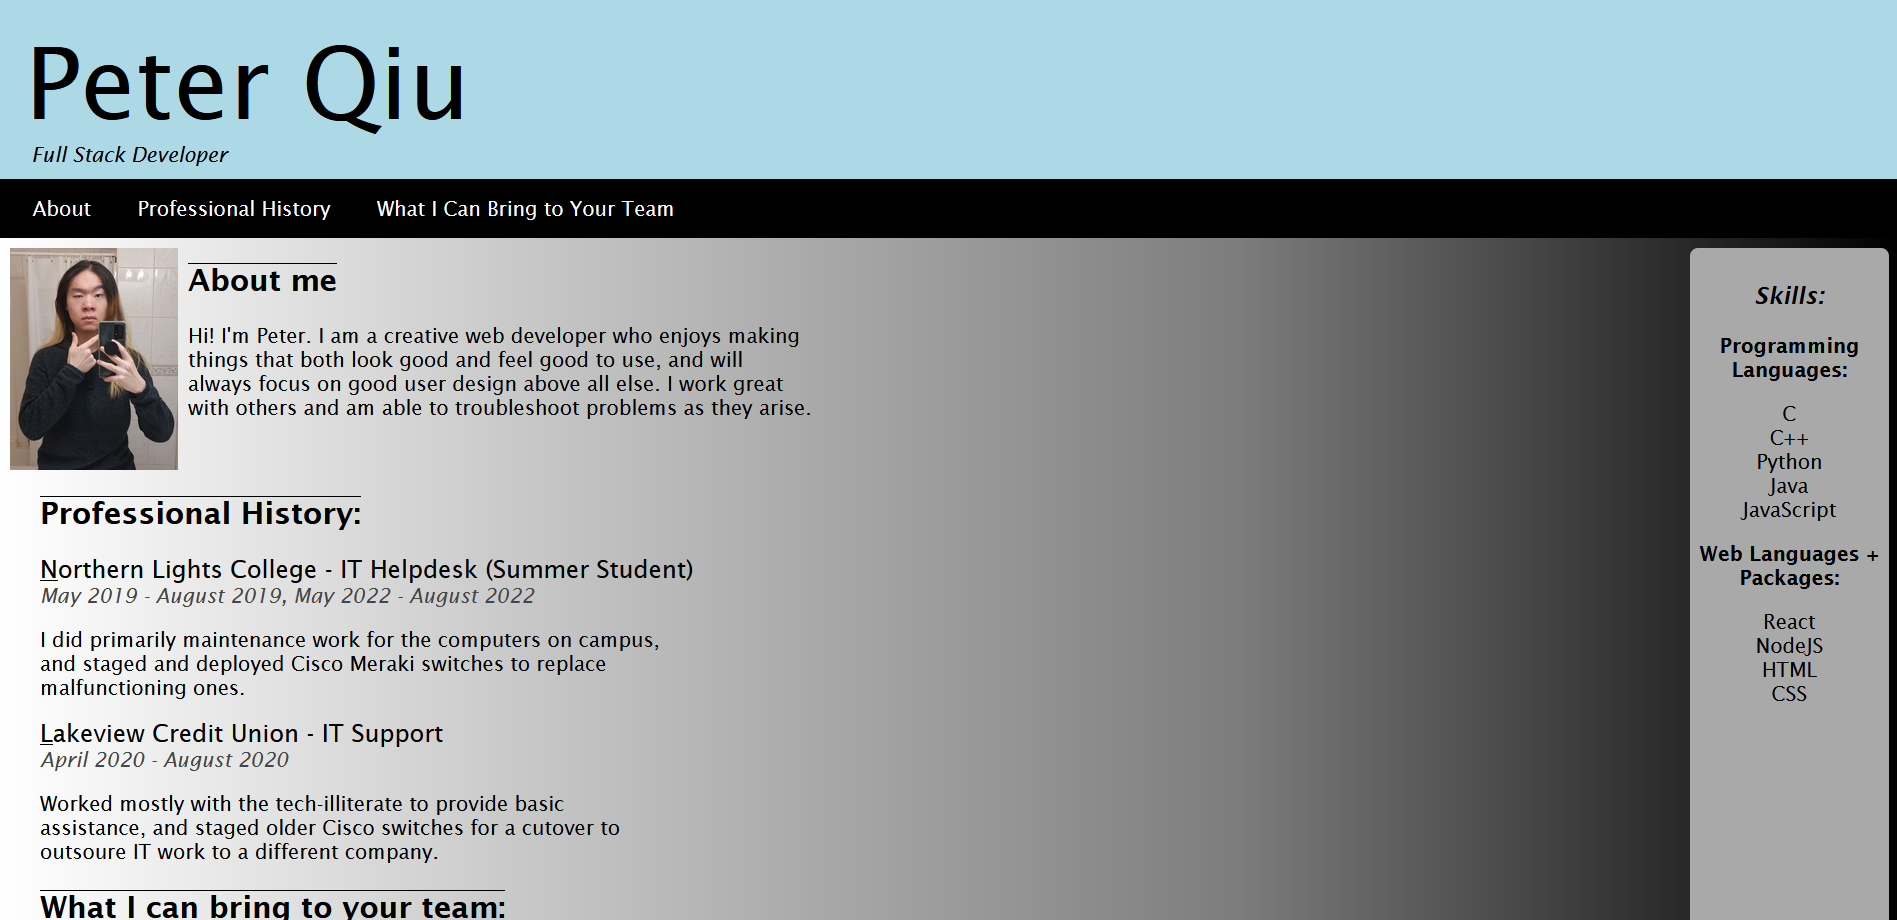 Peter Qiu
Full Stack Developer
About
Professional History
What I Can Bring to Your Team
About me
Hi! I'm Peter. I am a creative web developer who enjoys making
things that both look good and feel good to use, and will
always focus on good user design above all else. I work great
with others and am able to troubleshoot problems as they arise.
Professional History:
Northern Lights College - IT Helpdesk (Summer Student)
May 2019 - August 2019, May 2022 - August 2022
I did primarily maintenance work for the computers on campus,
and staged and deployed Cisco Meraki switches to replace
malfunctioning ones.
Lakeview Credit Union - IT Support
April 2020 - August 2020
Worked mostly with the tech-illiterate to provide basic
assistance, and staged older Cisco switches for a cutover to
outsoure IT work to a different company.
What I can bring to your team:
Skills:
Programming
Languages:
C
C++
Python
Java
JavaScript
Web Languages +
Packages:
React
NodeJS
HTML
CSS